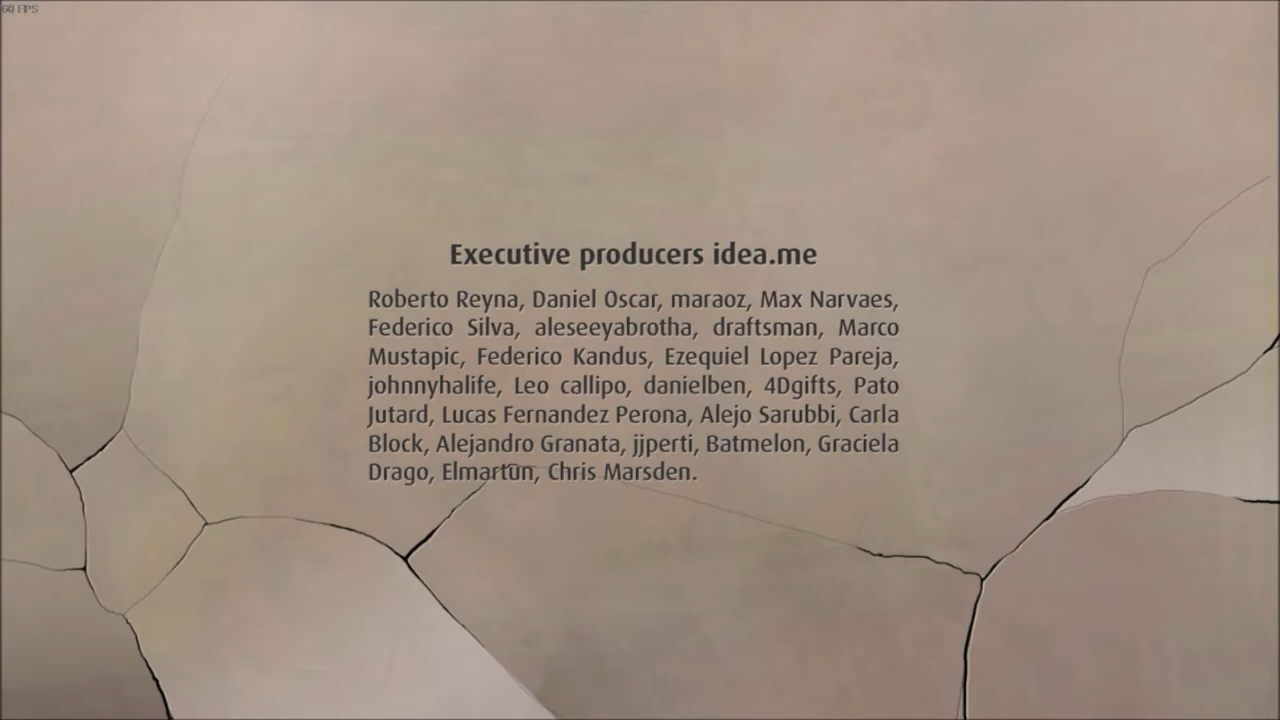 60 FPS
Executive producers idea.me
Roberto Reyna, Daniel Oscar, maraoz, Max Narvaes,
Federico Silva, aleseeyabrotha, draftsman, Marco
Mustapic, Federico Kandus, Ezequiel Lopez Pareja,
johnnyhalife, Leo callipo, danielben, 4Dgifts, Pato
Jutard, Lucas Fernandez Perona, Alejo Sarubbi, Carla
Block, Alejandro Granata, jjperti, Batmelon, Graciela
Drago, Elmartun, Chris Marsden.